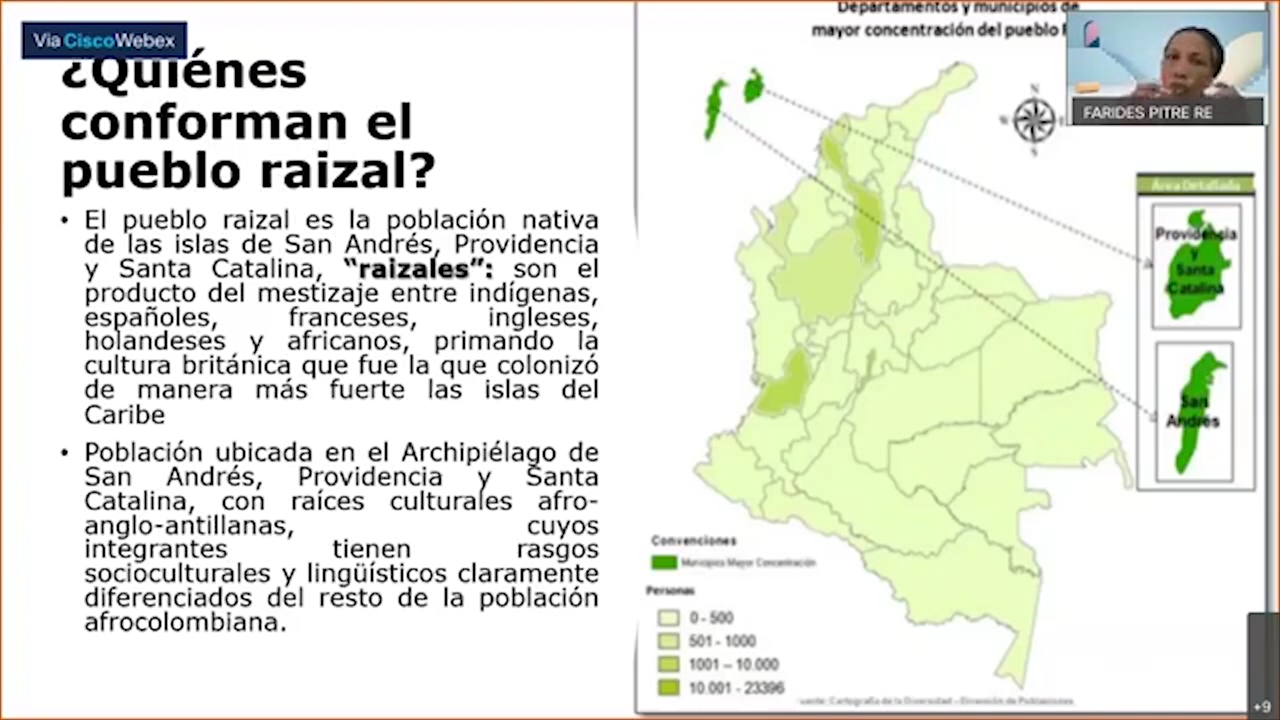 Vía CiscoWebex
¿Quiénes
conforman el
pueblo raizal?
• El pueblo raizal es la población nativa
de las islas de San Andrés, Providencia
y Santa Catalina, “raizales”: son el
producto del mestizaje entre indígenas,
españoles, franceses, ingleses,
holandeses y africanos, primando la
cultura británica que fue la que colonizó
de manera más fuerte las islas del
Caribe
• Población ubicada en el Archipiélago de
San Andrés, Providencia y Santa
Catalina, con raíces culturales afro-
anglo-antillanas, cuyos
integrantes tienen rasgos
socioculturales y lingüísticos claramente
diferenciados del resto de la población
afrocolombiana.
Departamentos y municipios de
mayor concentración del pueblo
FARIDES PITRE RE
N
S
Área Detallada
Providencia
y
Santa
Catalina
San
Andrés
Convenciones
Municipios Mayor Concentración
Personas
0 - 500
501 - 1000
1001 – 10.000
10.001 - 23396
uente: Cartografía de la Diversidad – Dirección de Poblaciones
+9